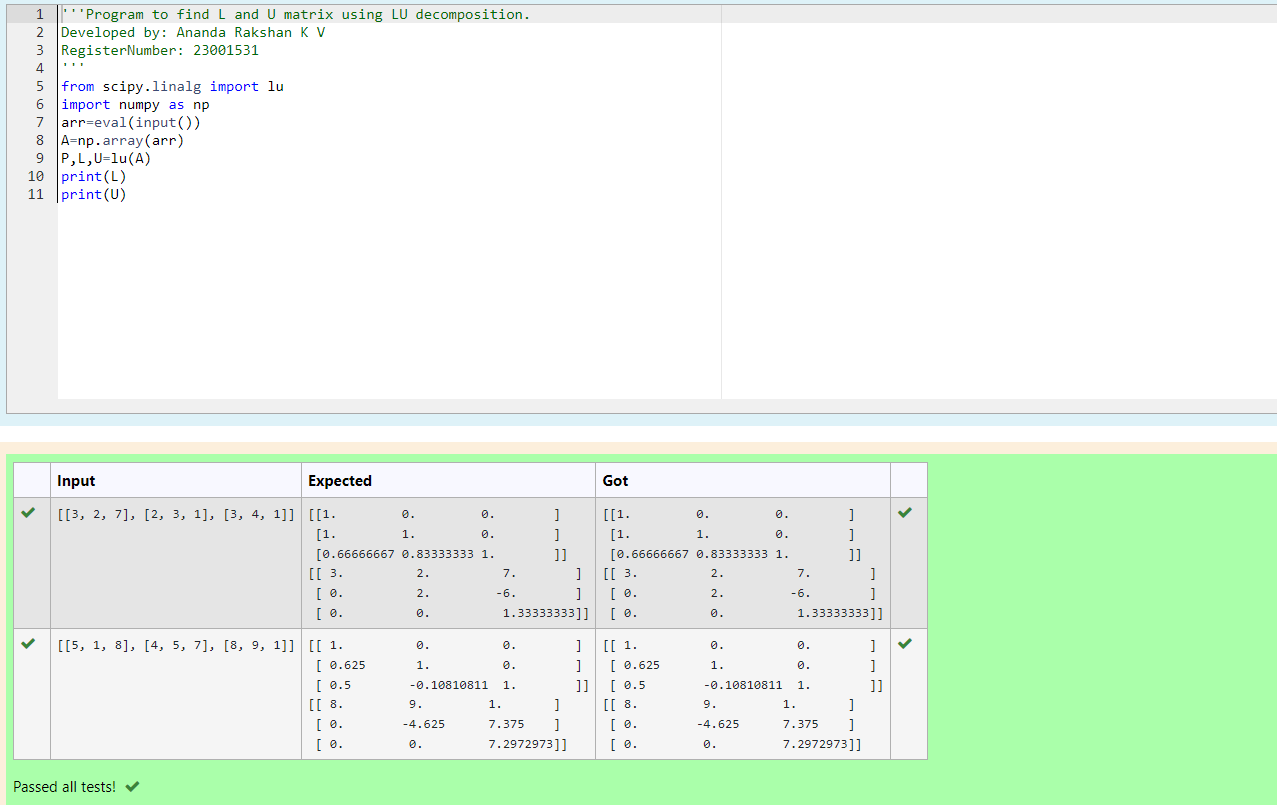 1 '''Program to find L and U matrix using LU decomposition.
2 Developed by: Ananda Rakshan K V
3 RegisterNumber: 23001531
4 '''
5 from scipy.linalg import lu
6 import numpy as np
7 arr=eval(input())
8 A=np.array(arr)
9 P,L,U=lu(A)
10 print(L)
11 print(U)
Input Expected Got
[[3, 2, 7], [2, 3, 1], [3, 4, 1]] [[1. 0. 0. ] [[1. 0. 0. ]
[1. 1. 0. ] [1. 1. 0. ]
[0.66666667 0.83333333 1. ]] [0.66666667 0.83333333 1. ]]
[[ 3. 2. 7. ] [[ 3. 2. 7. ]
[ 0. 2. -6. ] [ 0. 2. -6. ]
[ 0. 0. 1.33333333]] [ 0. 0. 1.33333333]]
[[5, 1, 8], [4, 5, 7], [8, 9, 1]] [[ 1. 0. 0. ] [[ 1. 0. 0. ]
[ 0.625 1. 0. ] [ 0.625 1. 0. ]
[ 0.5 -0.10810811 1. ]] [ 0.5 -0.10810811 1. ]]
[[ 8. 9. 1. ] [[ 8. 9. 1. ]
[ 0. -4.625 7.375 ] [ 0. -4.625 7.375 ]
[ 0. 0. 7.2972973]] [ 0. 0. 7.2972973]]
Passed all tests!